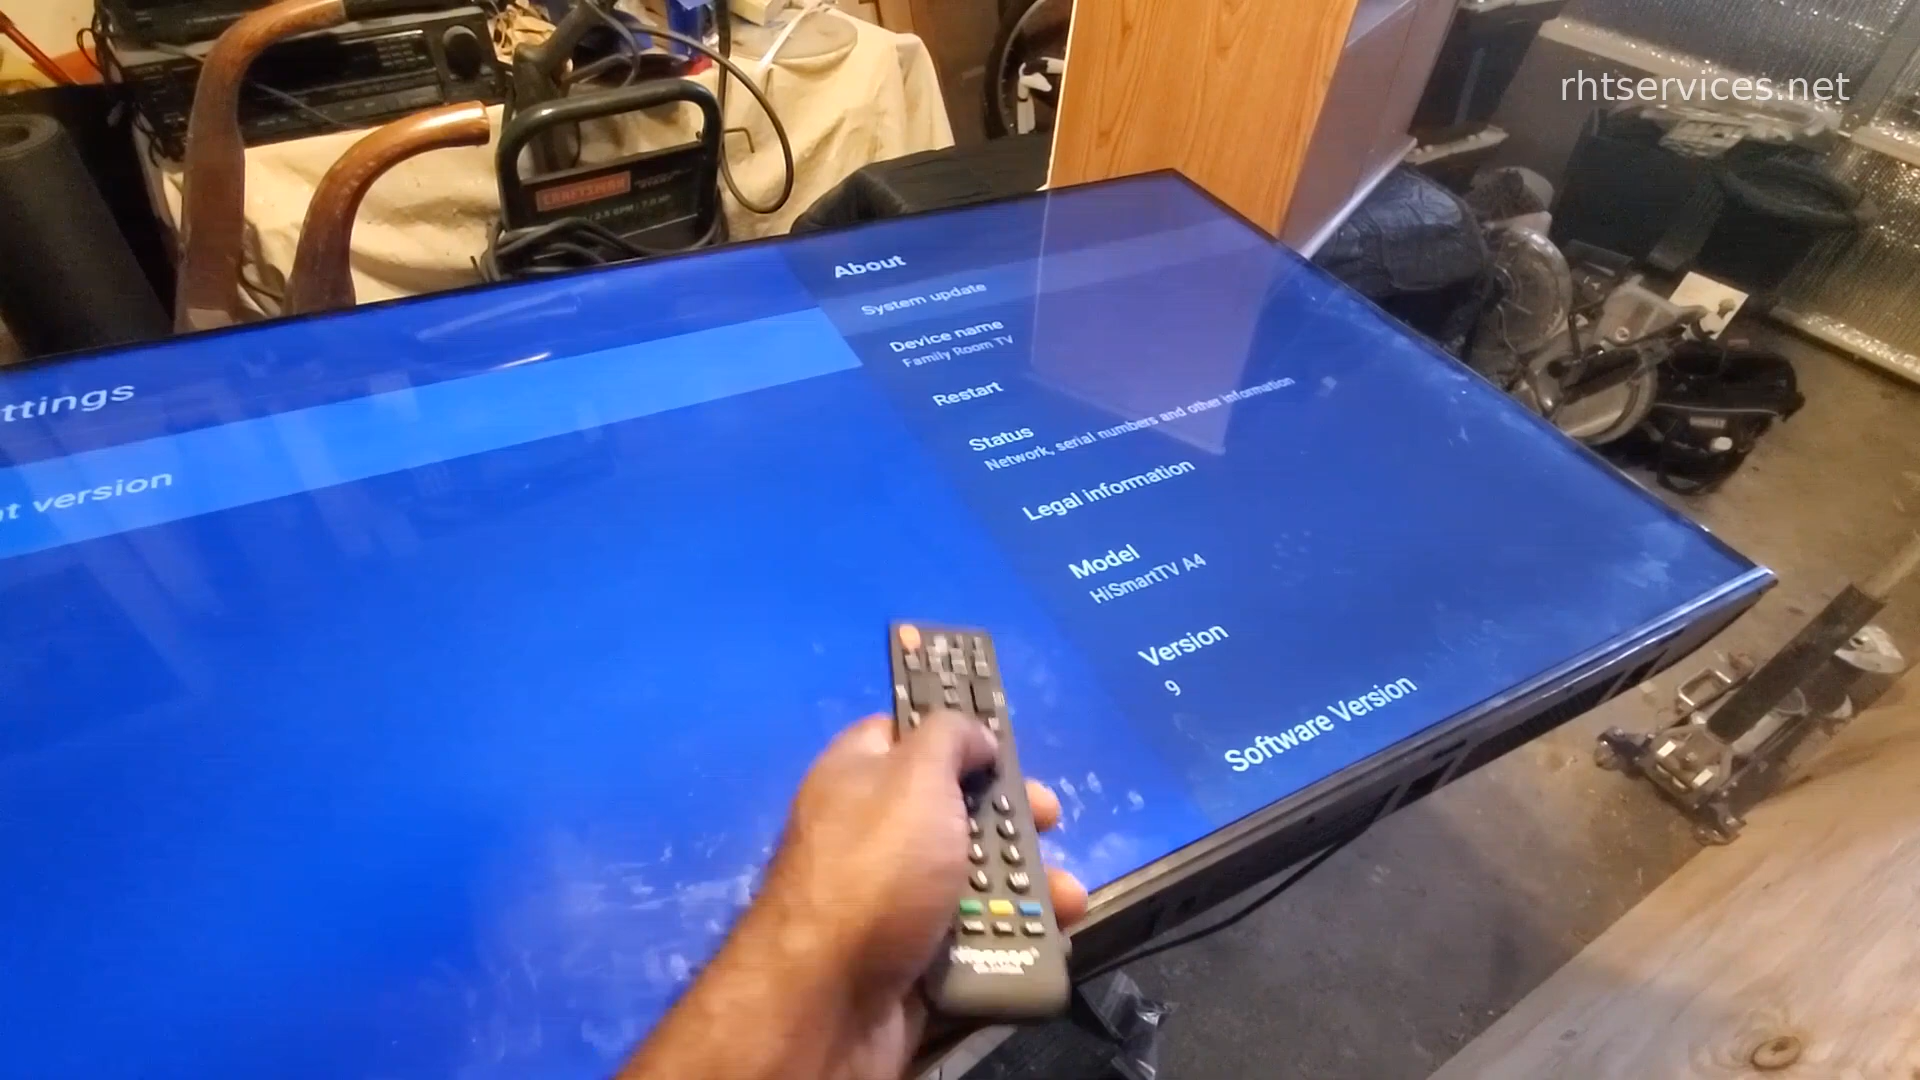 rhtservices.net
CRAFTSMAN
ttings
t version
About
System update
Device name
Family Room TV
Restart
Status
Network, serial numbers and other information
Legal information
Model
HiSmartTV A4
Version
9
Software Version